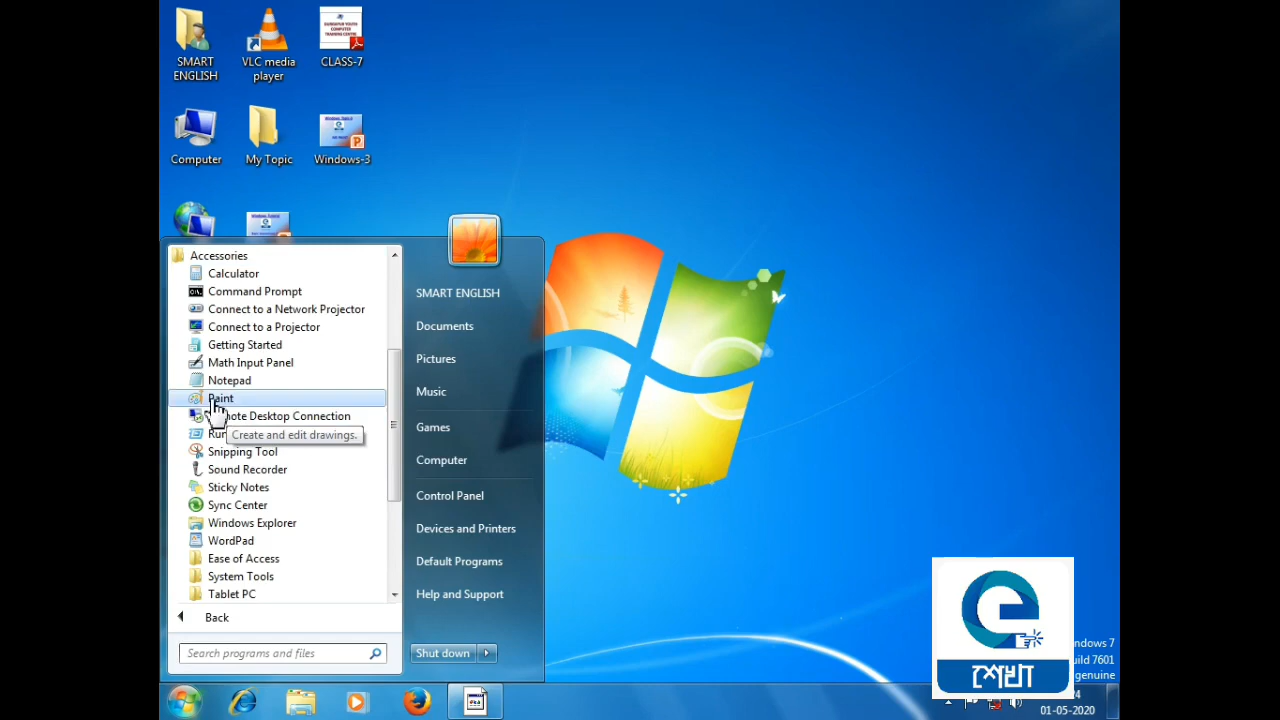 SMART
ENGLISH
VLC media
player
CLASS-7
Computer
My Topic
Windows-3
Accessories
Calculator
Command Prompt
Connect to a Network Projector
Connect to a Projector
Getting Started
Math Input Panel
Notepad
Paint
note Desktop Connection
Create and edit drawings.
Snipping Tool
Sound Recorder
Sticky Notes
Sync Center
Windows Explorer
WordPad
Ease of Access
System Tools
Tablet PC
Back
Search programs and files
SMART ENGLISH
Documents
Pictures
Music
Games
Computer
Control Panel
Devices and Printers
Default Programs
Help and Support
Shut down
e
শেখা
ndows 7
uild 7601
genuine
24
01-05-2020